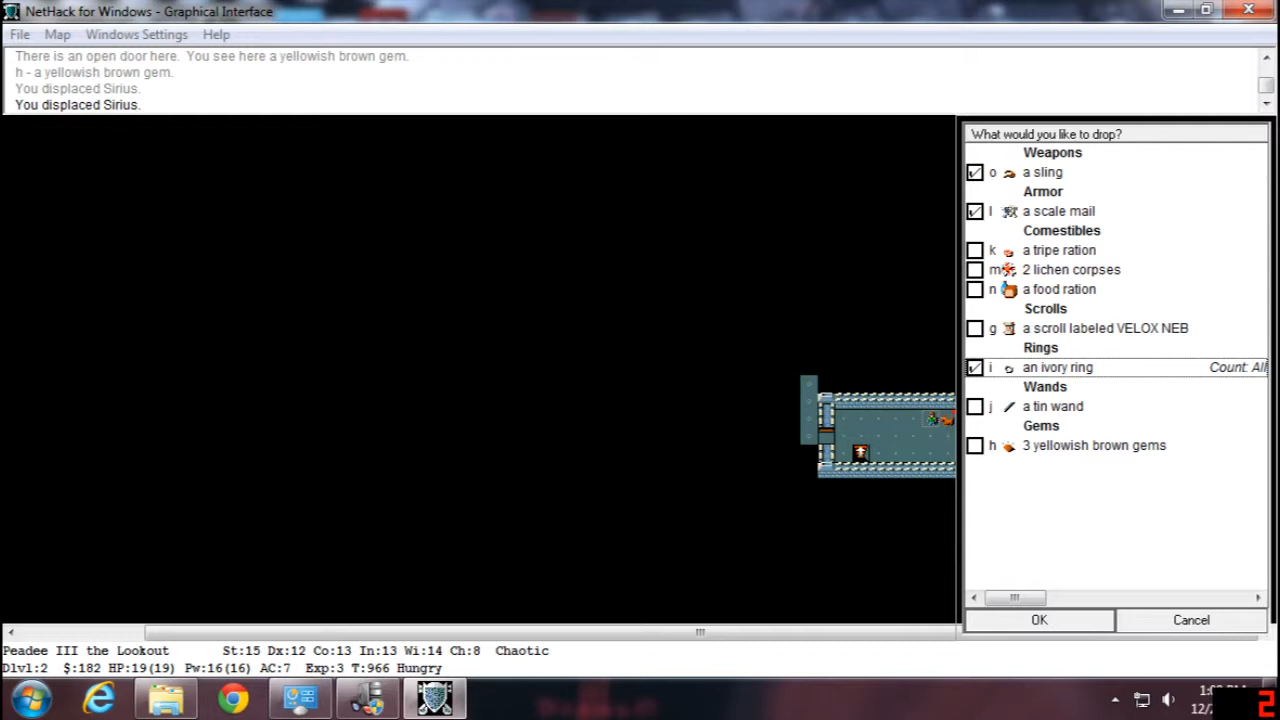 NetHack for Windows - Graphical Interface
File Map Windows Settings Help
There is an open door here. You see here a yellowish brown gem.
h - a yellowish brown gem.
You displaced Sirius.
You displaced Sirius.
What would you like to drop?
Weapons
o a sling
Armor
l a scale mail
Comestibles
k a tripe ration
m 2 lichen corpses
n a food ration
Scrolls
g a scroll labeled VELOX NEB
Rings
i an ivory ring Count: All
Wands
j a tin wand
Gems
h 3 yellowish brown gems
OK Cancel
Peadee III the Lookout St:15 Dx:12 Co:13 In:13 Wi:14 Ch:8 Chaotic
Dlvl:2 $:182 HP:19(19) Pw:16(16) AC:7 Exp:3 T:966 Hungry
2